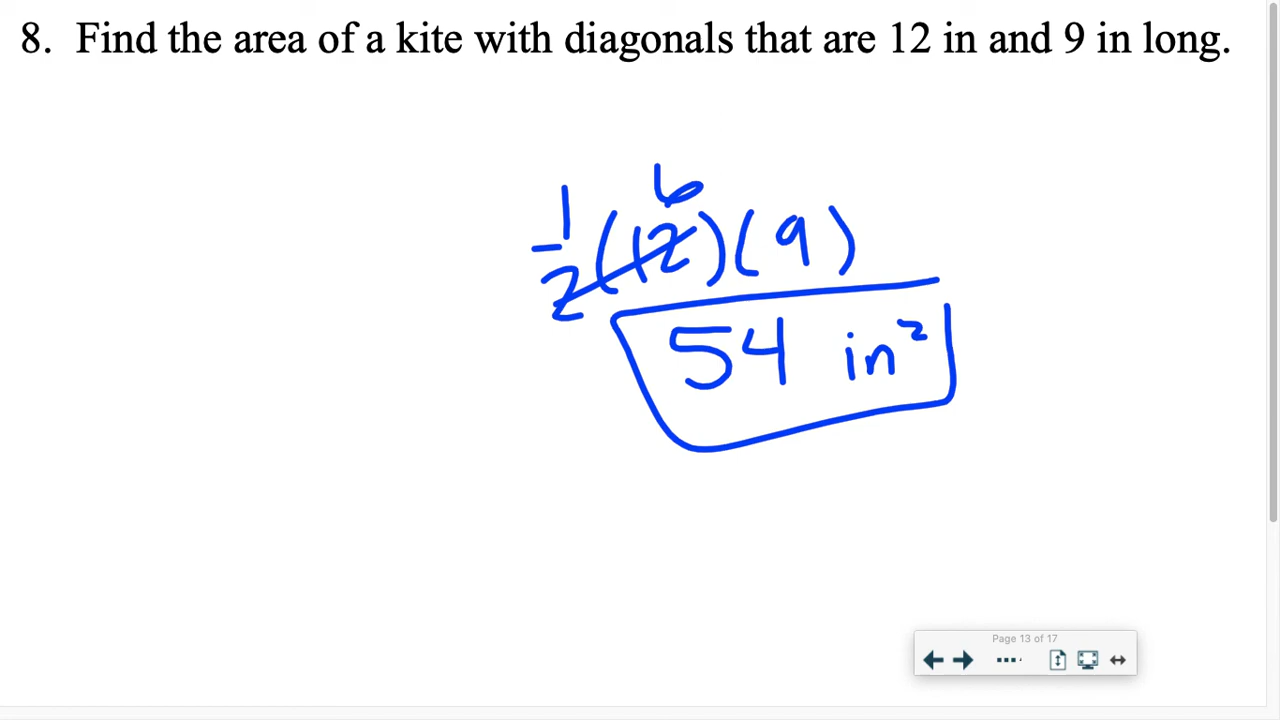 8. Find the area of a kite with diagonals that are 12 in and 9 in long.
6
1/2 (12)(9)
54 in²
Page 13 of 17